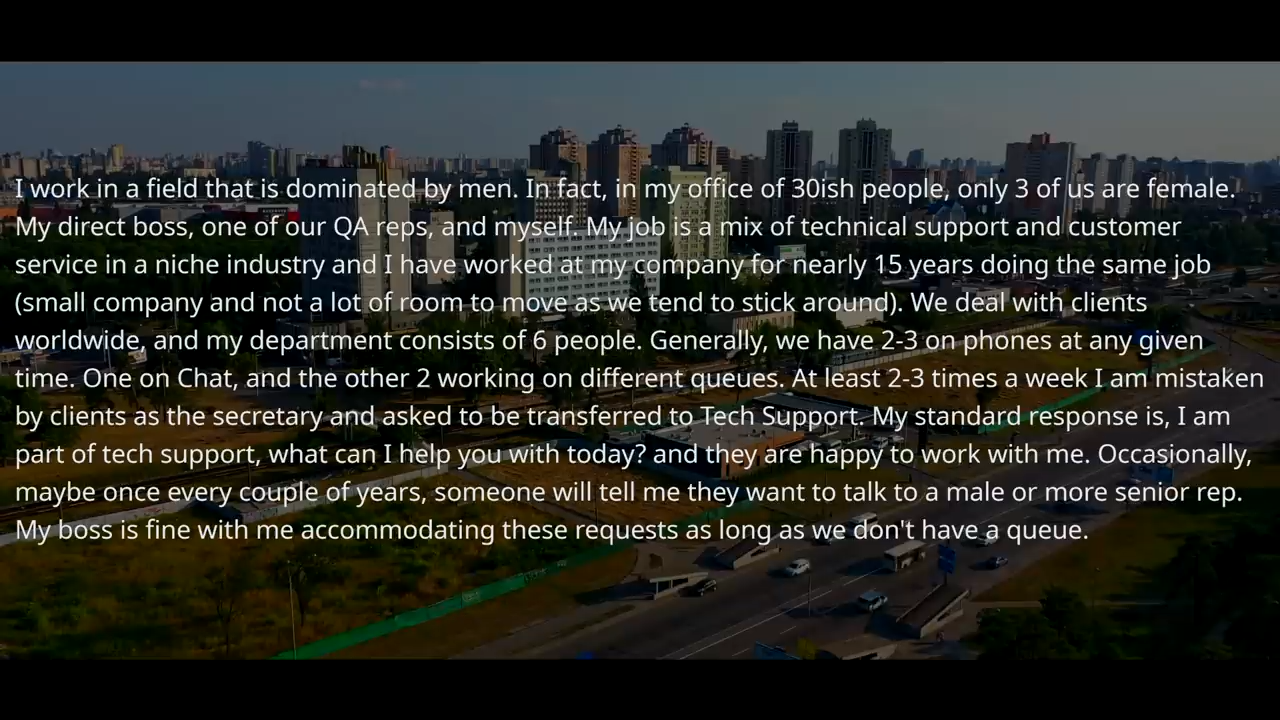 I work in a field that is dominated by men. In fact, in my office of 30ish people, only 3 of us are female.
My direct boss, one of our QA reps, and myself. My job is a mix of technical support and customer
service in a niche industry and I have worked at my company for nearly 15 years doing the same job
(small company and not a lot of room to move as we tend to stick around). We deal with clients
worldwide, and my department consists of 6 people. Generally, we have 2-3 on phones at any given
time. One on Chat, and the other 2 working on different queues. At least 2-3 times a week I am mistaken
by clients as the secretary and asked to be transferred to Tech Support. My standard response is, I am
part of tech support, what can I help you with today? and they are happy to work with me. Occasionally,
maybe once every couple of years, someone will tell me they want to talk to a male or more senior rep.
My boss is fine with me accommodating these requests as long as we don't have a queue.